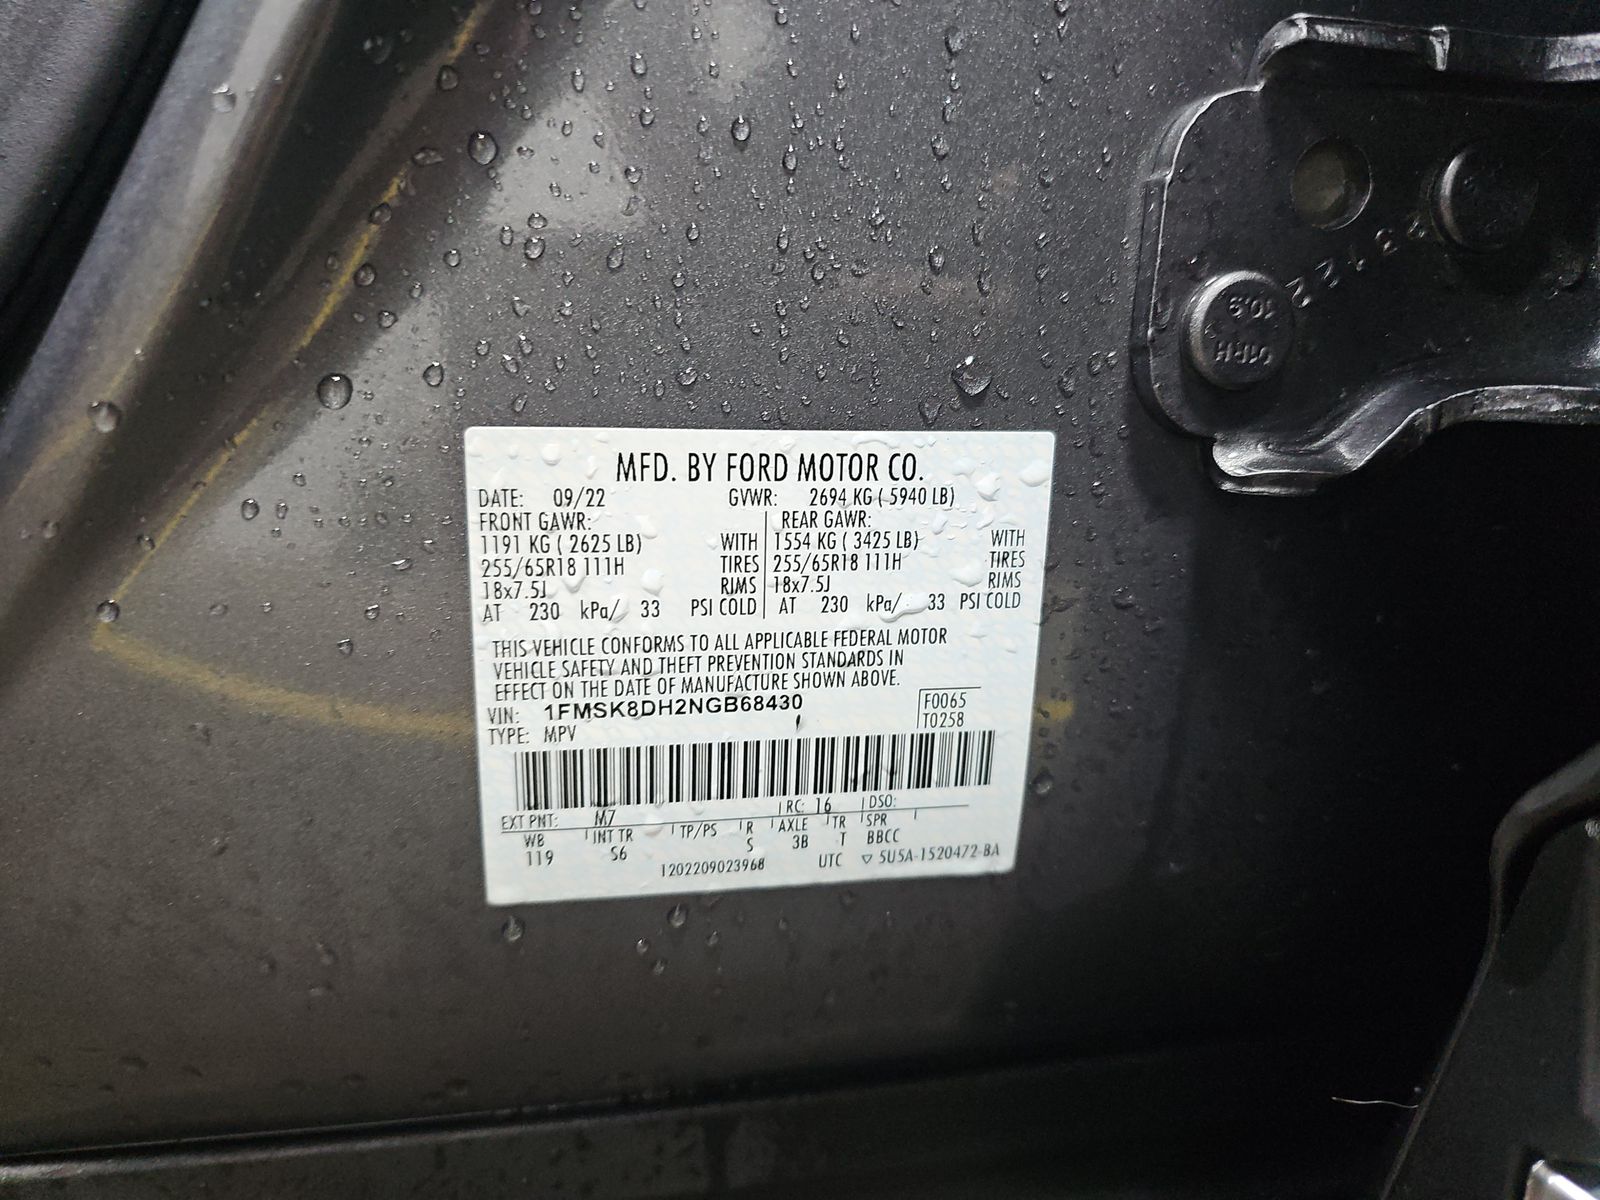 MFD. BY FORD MOTOR CO.
DATE: 09/22 GVWR: 2694 KG ( 5940 LB)
FRONT GAWR: REAR GAWR:
1191 KG ( 2625 LB) WITH 1554 KG ( 3425 LB) WITH
255/65R18 111H TIRES 255/65R18 111H TIRES
18x7.5J RIMS 18x7.5J RIMS
AT 230 kPa/ 33 PSI COLD AT 230 kPa/ 33 PSI COLD
THIS VEHICLE CONFORMS TO ALL APPLICABLE FEDERAL MOTOR
VEHICLE SAFETY AND THEFT PREVENTION STANDARDS IN
EFFECT ON THE DATE OF MANUFACTURE SHOWN ABOVE.
VIN: 1FMSK8DH2NGB68430 F0065
TYPE: MPV T0258
EXT PNT: M7 RC: 16 DSO:
WB INT TR TP/PS R AXLE TR SPR
119 S6 S 3B T BBCC
1202209023968 UTC ▽ 5U5A-1520472-BA
10.9